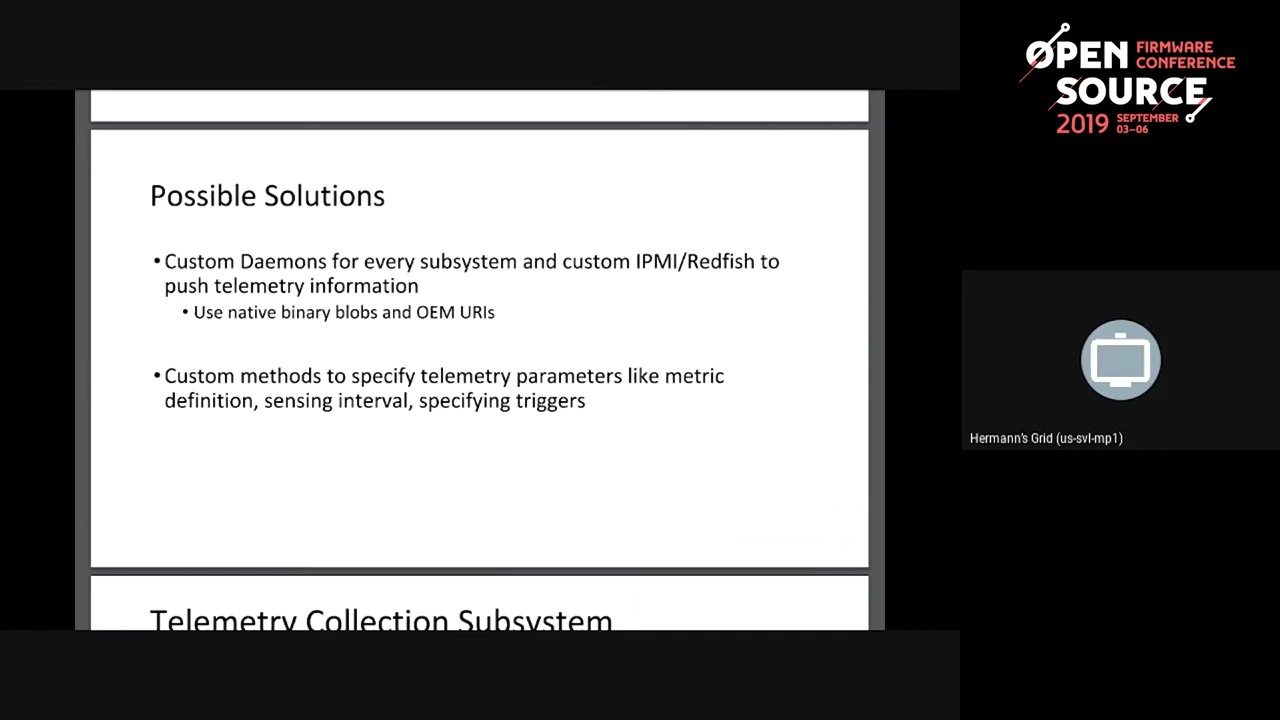 OPEN FIRMWARE
CONFERENCE
SOURCE
2019 SEPTEMBER
03–06
Possible Solutions
• Custom Daemons for every subsystem and custom IPMI/Redfish to
push telemetry information
• Use native binary blobs and OEM URIs
• Custom methods to specify telemetry parameters like metric
definition, sensing interval, specifying triggers
Telemetry Collection Subsystem
Hermann's Grid (us-svl-mp1)